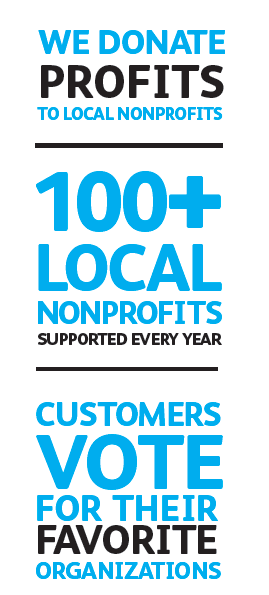 WE DONATE
PROFITS
TO LOCAL NONPROFITS
100+
LOCAL
NONPROFITS
SUPPORTED EVERY YEAR
CUSTOMERS
VOTE
FOR THEIR
FAVORITE
ORGANIZATIONS